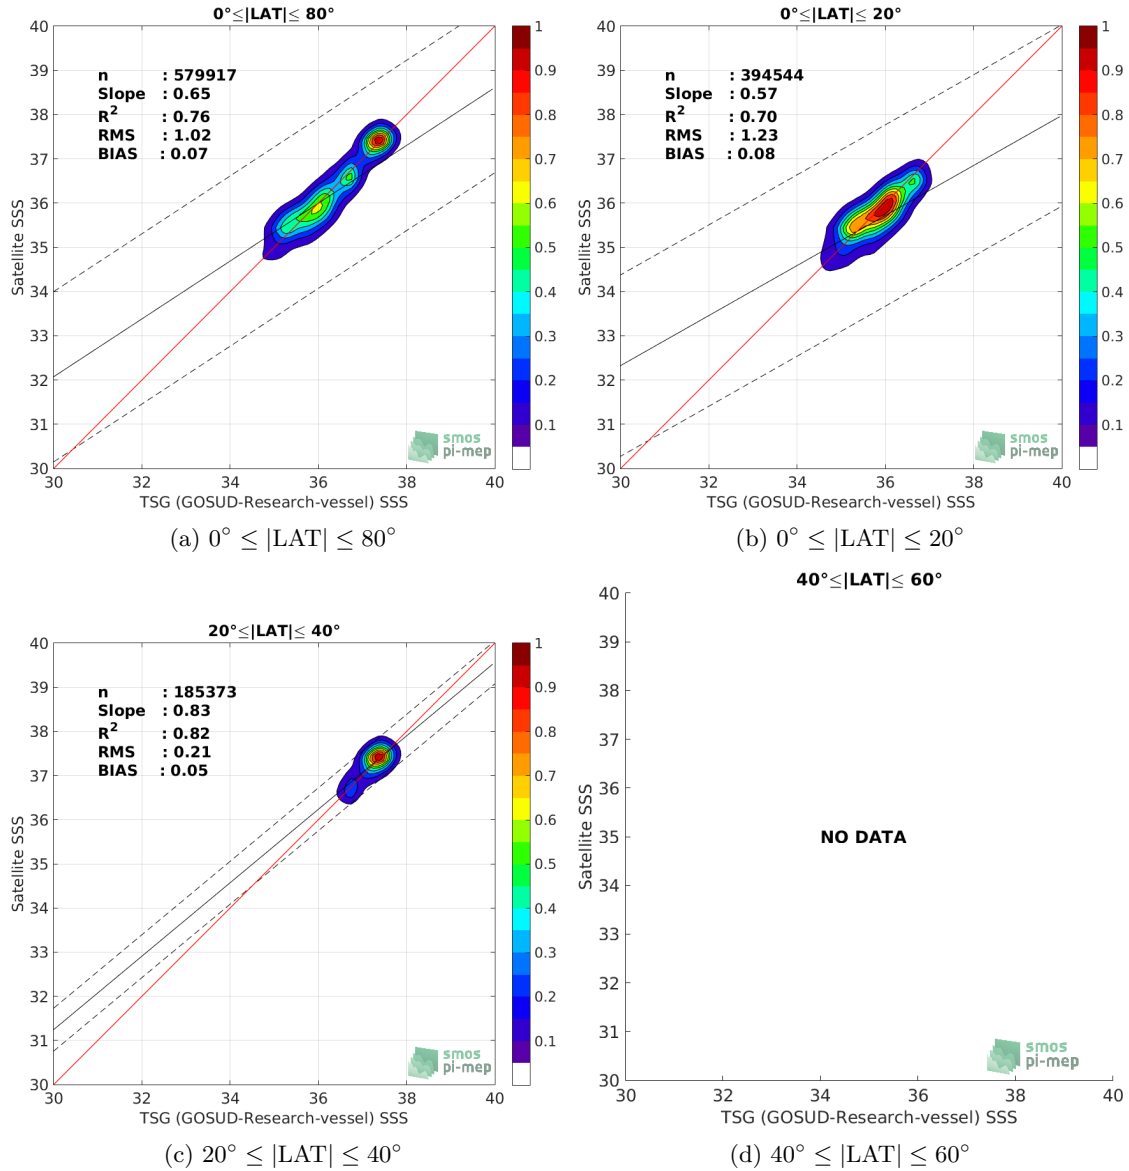 0°≤|LAT|≤ 80°
40
39
38
37
36
35
34
33
32
31
30
Satellite SSS
n : 579917
Slope : 0.65
R² : 0.76
RMS : 1.02
BIAS : 0.07
smos
pi-mep
30 32 34 36 38 40
TSG (GOSUD-Research-vessel) SSS
1
0.9
0.8
0.7
0.6
0.5
0.4
0.3
0.2
0.1
(a) 0° ≤ |LAT| ≤ 80°
0°≤|LAT|≤ 20°
40
39
38
37
36
35
34
33
32
31
30
Satellite SSS
n : 394544
Slope : 0.57
R² : 0.70
RMS : 1.23
BIAS : 0.08
smos
pi-mep
30 32 34 36 38 40
TSG (GOSUD-Research-vessel) SSS
1
0.9
0.8
0.7
0.6
0.5
0.4
0.3
0.2
0.1
(b) 0° ≤ |LAT| ≤ 20°
20°≤|LAT|≤ 40°
40
39
38
37
36
35
34
33
32
31
30
Satellite SSS
n : 185373
Slope : 0.83
R² : 0.82
RMS : 0.21
BIAS : 0.05
smos
pi-mep
30 32 34 36 38 40
TSG (GOSUD-Research-vessel) SSS
1
0.9
0.8
0.7
0.6
0.5
0.4
0.3
0.2
0.1
(c) 20° ≤ |LAT| ≤ 40°
40°≤|LAT|≤ 60°
40
39
38
37
36
35
34
33
32
31
30
Satellite SSS
NO DATA
smos
pi-mep
30 32 34 36 38 40
TSG (GOSUD-Research-vessel) SSS
(d) 40° ≤ |LAT| ≤ 60°